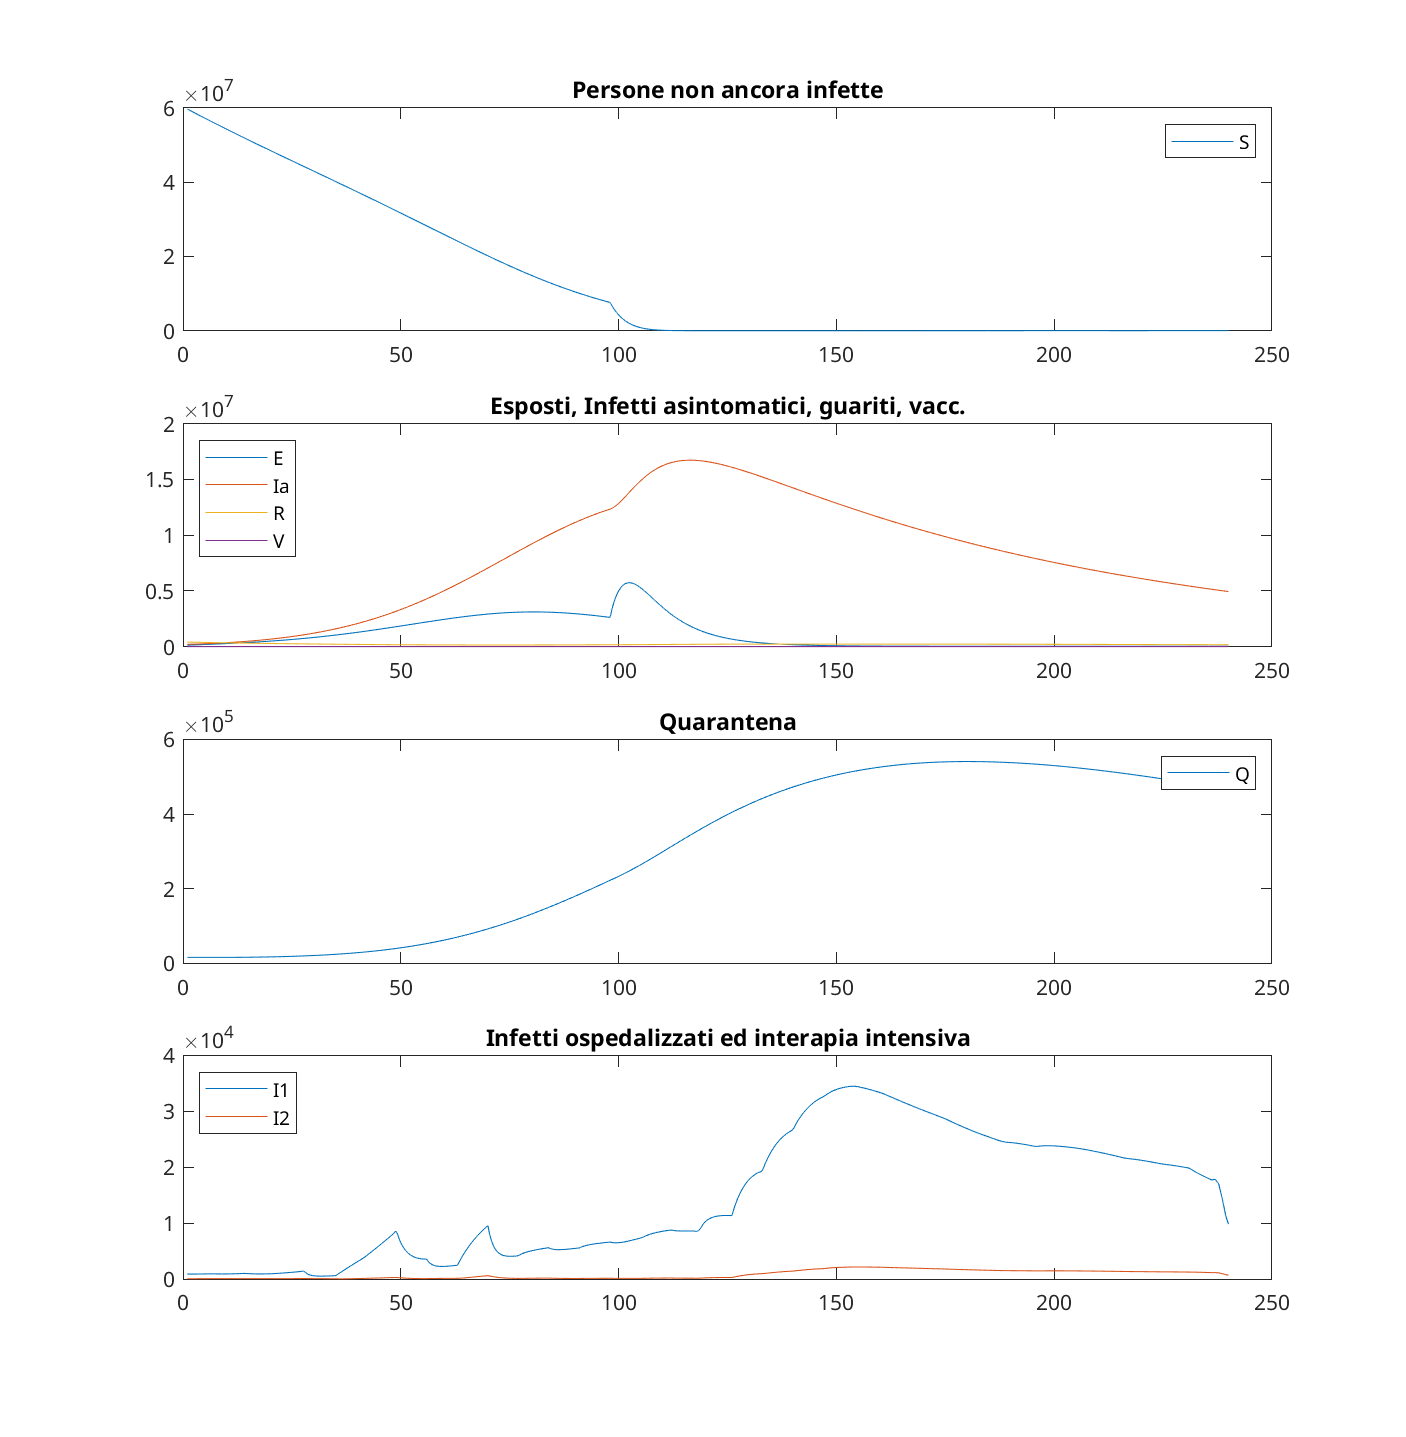 ×10^7
Persone non ancora infette
6
4
2
0
S
0 50 100 150 200 250
×10^7
Esposti, Infetti asintomatici, guariti, vacc.
2
1.5
1
0.5
0
E
Ia
R
V
0 50 100 150 200 250
×10^5
Quarantena
6
4
2
0
Q
0 50 100 150 200 250
×10^4
Infetti ospedalizzati ed interapia intensiva
4
3
2
1
0
I1
I2
0 50 100 150 200 250